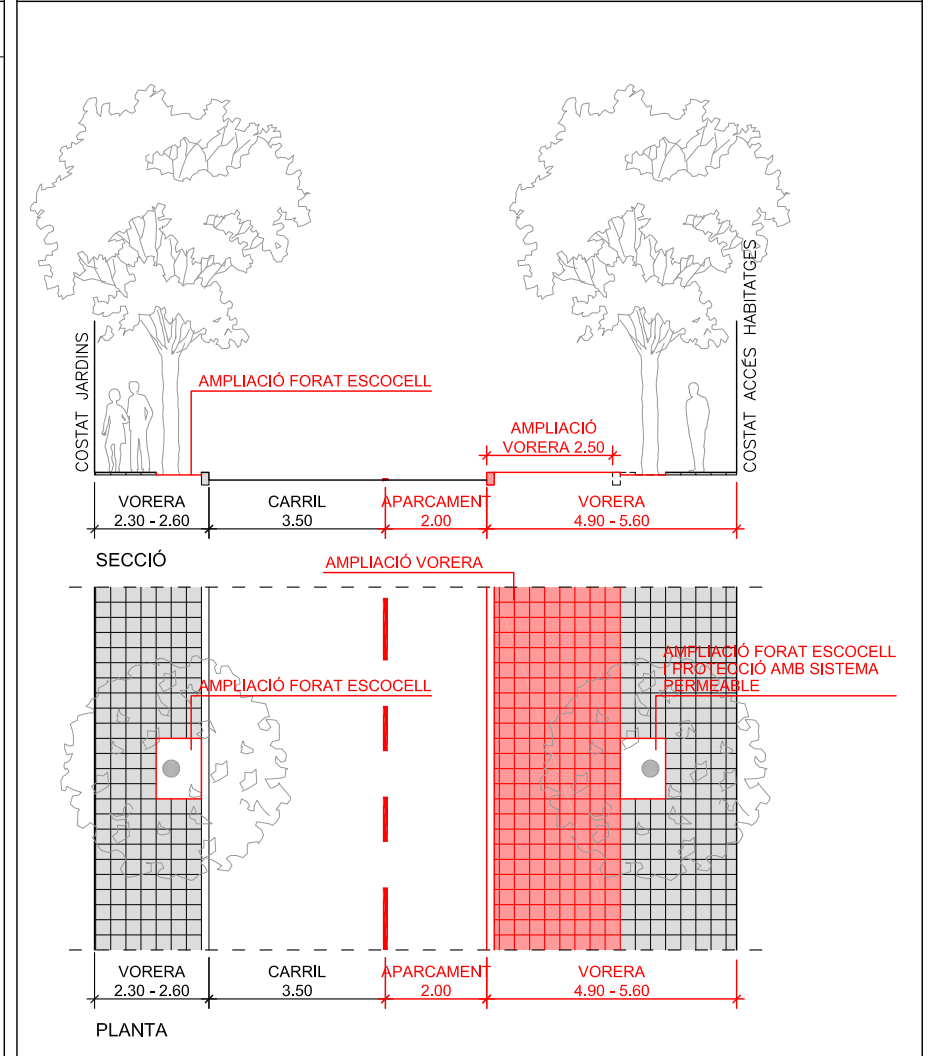 COSTAT JARDINS
COSTAT ACCÉS HABITATGES
AMPLIACIÓ FORAT ESCOCELL
AMPLIACIÓ
VORERA 2.50
VORERA
2.30 - 2.60
CARRIL
3.50
APARCAMENT
2.00
VORERA
4.90 - 5.60
SECCIÓ
AMPLIACIÓ VORERA
AMPLIACIÓ FORAT ESCOCELL
AMPLIACIÓ FORAT ESCOCELL
I PROTECCIÓ AMB SISTEMA
PERMEABLE
VORERA
2.30 - 2.60
CARRIL
3.50
APARCAMENT
2.00
VORERA
4.90 - 5.60
PLANTA